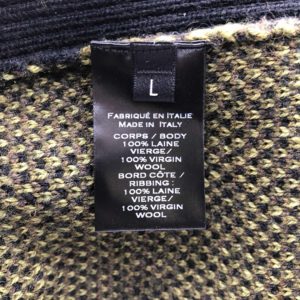 L
FABRIQUÉ EN ITALIE
MADE IN ITALY
CORPS / BODY
100% LAINE
VIERGE/
100% VIRGIN
WOOL
BORD CÔTE /
RIBBING :
100% LAINE
VIERGE/
100% VIRGIN
WOOL